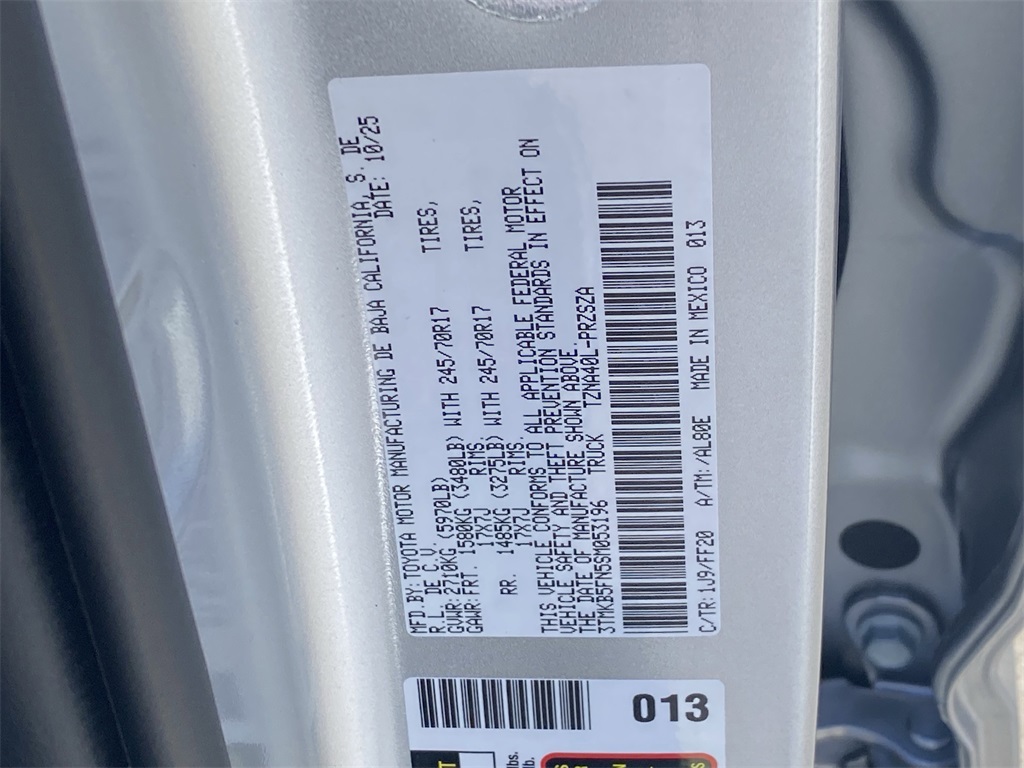 MFD.BY:TOYOTA MOTOR MANUFACTURING DE BAJA CALIFORNIA, S. DE
R.L. DE C.V. DATE: 10/25
GVWR:2710KG (5970LB)
GAWR:FRT. 1580KG (3480LB) WITH 245/70R17 TIRES,
17X7J RIMS.
RR. 1485KG (3275LB) WITH 245/70R17 TIRES,
17X7J RIMS.
THIS VEHICLE CONFORMS TO ALL APPLICABLE FEDERAL MOTOR
VEHICLE SAFETY AND THEFT PREVENTION STANDARDS IN EFFECT ON
THE DATE OF MANUFACTURE SHOWN ABOVE.
3TMKB5FN5SM053196 TRUCK TZNA40L-PRZSZA
C/TR:1J9/FF20 A/TM:/AL80E MADE IN MEXICO 013
013
lbs.
lb.